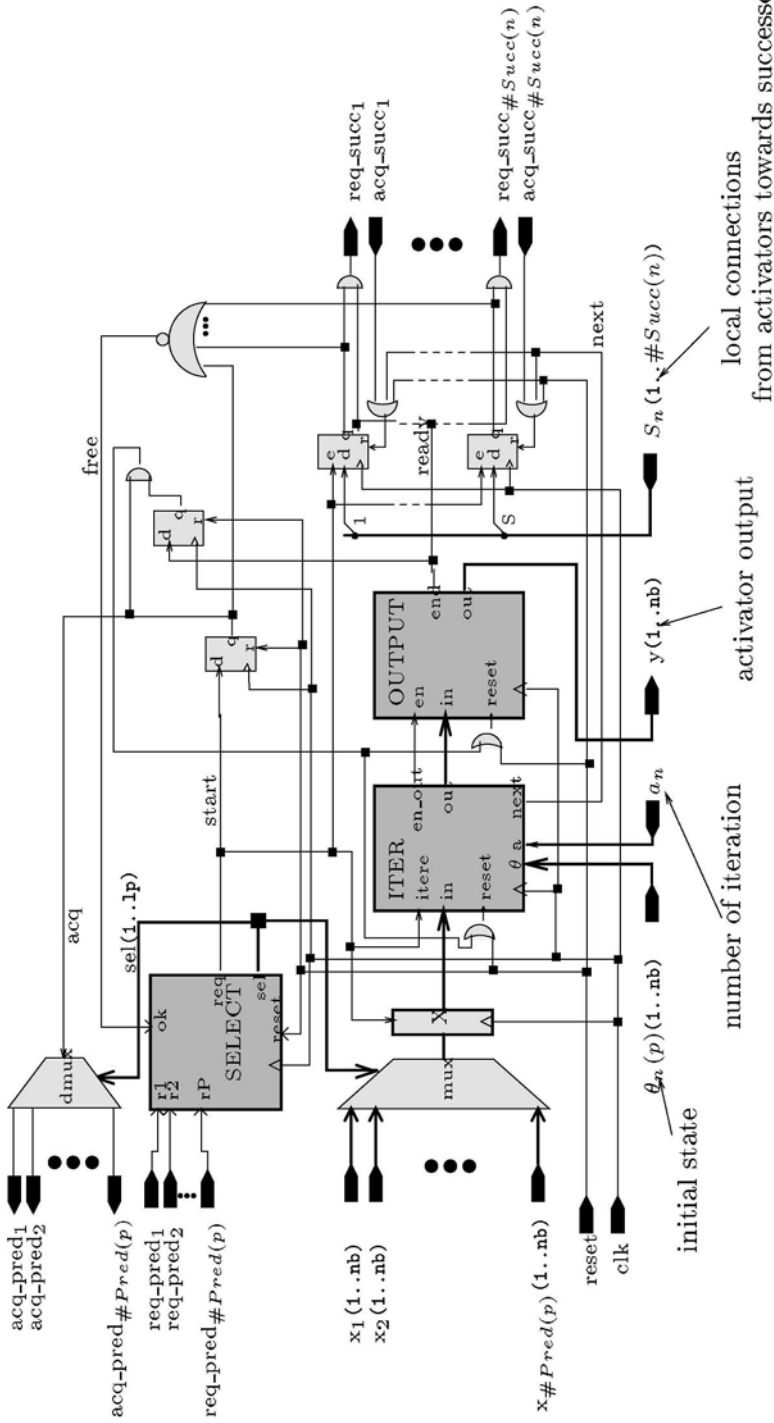 acq-pred1
acq-pred2
acq-pred#Pred(p)
req-pred1
req-pred2
req-pred#Pred(p)
x1(1..nb)
x2(1..nb)
x#Pred(p)(1..nb)
reset
clk
dmux
acq
sel(1..lp)
free
start
r1
r2
rP
ok
SELECT
req
sel
reset
mux
X
ITER
itere
in
reset
θ
a
en_out
out
next
OUTPUT
en
in
reset
end
out
d
q
r
d
q
r
e
d
q
r
e
d
q
r
ready
1
S
next
req-succ1
acq-succ1
req-succ#Succ(n)
acq-succ#Succ(n)
θn(p)(1..nb)
initial state
an
number of iteration
y(1..nb)
activator output
Sn(1..#Succ(n))
local connections
from activators towards